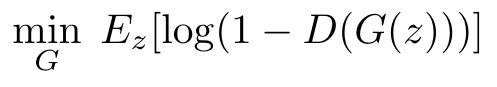 min_G E_z[log(1 − D(G(z)))]